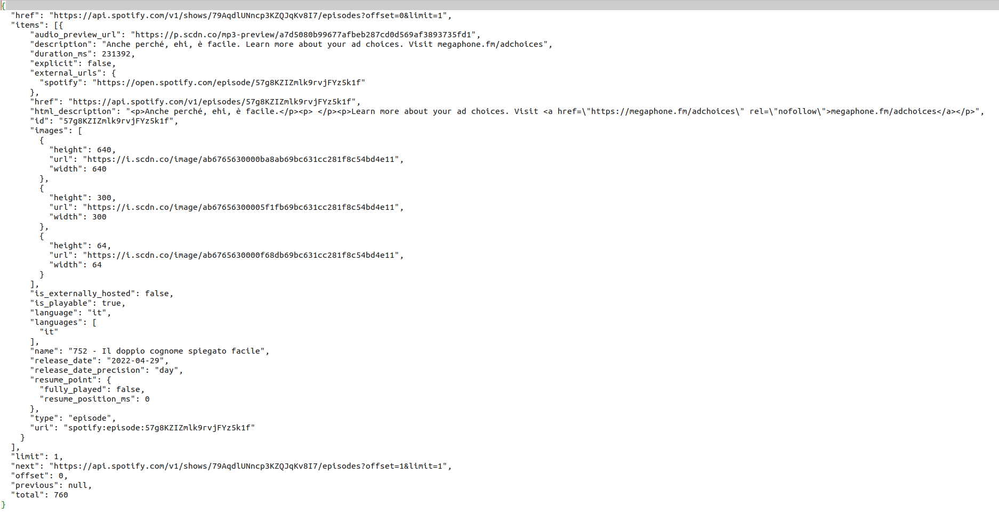 {
  "href": "https://api.spotify.com/v1/shows/79AqdlUNncp3KZQJqKv8I7/episodes?offset=0&limit=1",
  "items": [{
      "audio_preview_url": "https://p.scdn.co/mp3-preview/a7d5080b99677afbeb287cd0d569af3893735fd1",
      "description": "Anche perché, ehi, è facile. Learn more about your ad choices. Visit megaphone.fm/adchoices",
      "duration_ms": 231392,
      "explicit": false,
      "external_urls": {
        "spotify": "https://open.spotify.com/episode/57g8KZIZmlk9rvjFYz5k1f"
      },
      "href": "https://api.spotify.com/v1/episodes/57g8KZIZmlk9rvjFYz5k1f",
      "html_description": "<p>Anche perché, ehi, è facile.</p><p> </p><p>Learn more about your ad choices. Visit <a href=\"https://megaphone.fm/adchoices\" rel=\"nofollow\">megaphone.fm/adchoices</a></p>",
      "id": "57g8KZIZmlk9rvjFYz5k1f",
      "images": [
        {
          "height": 640,
          "url": "https://i.scdn.co/image/ab6765630000ba8ab69bc631cc281f8c54bd4e11",
          "width": 640
        },
        {
          "height": 300,
          "url": "https://i.scdn.co/image/ab67656300005f1fb69bc631cc281f8c54bd4e11",
          "width": 300
        },
        {
          "height": 64,
          "url": "https://i.scdn.co/image/ab6765630000f68db69bc631cc281f8c54bd4e11",
          "width": 64
        }
      ],
      "is_externally_hosted": false,
      "is_playable": true,
      "language": "it",
      "languages": [
        "it"
      ],
      "name": "752 - Il doppio cognome spiegato facile",
      "release_date": "2022-04-29",
      "release_date_precision": "day",
      "resume_point": {
        "fully_played": false,
        "resume_position_ms": 0
      },
      "type": "episode",
      "uri": "spotify:episode:57g8KZIZmlk9rvjFYz5k1f"
    }
  ],
  "limit": 1,
  "next": "https://api.spotify.com/v1/shows/79AqdlUNncp3KZQJqKv8I7/episodes?offset=1&limit=1",
  "offset": 0,
  "previous": null,
  "total": 760
}